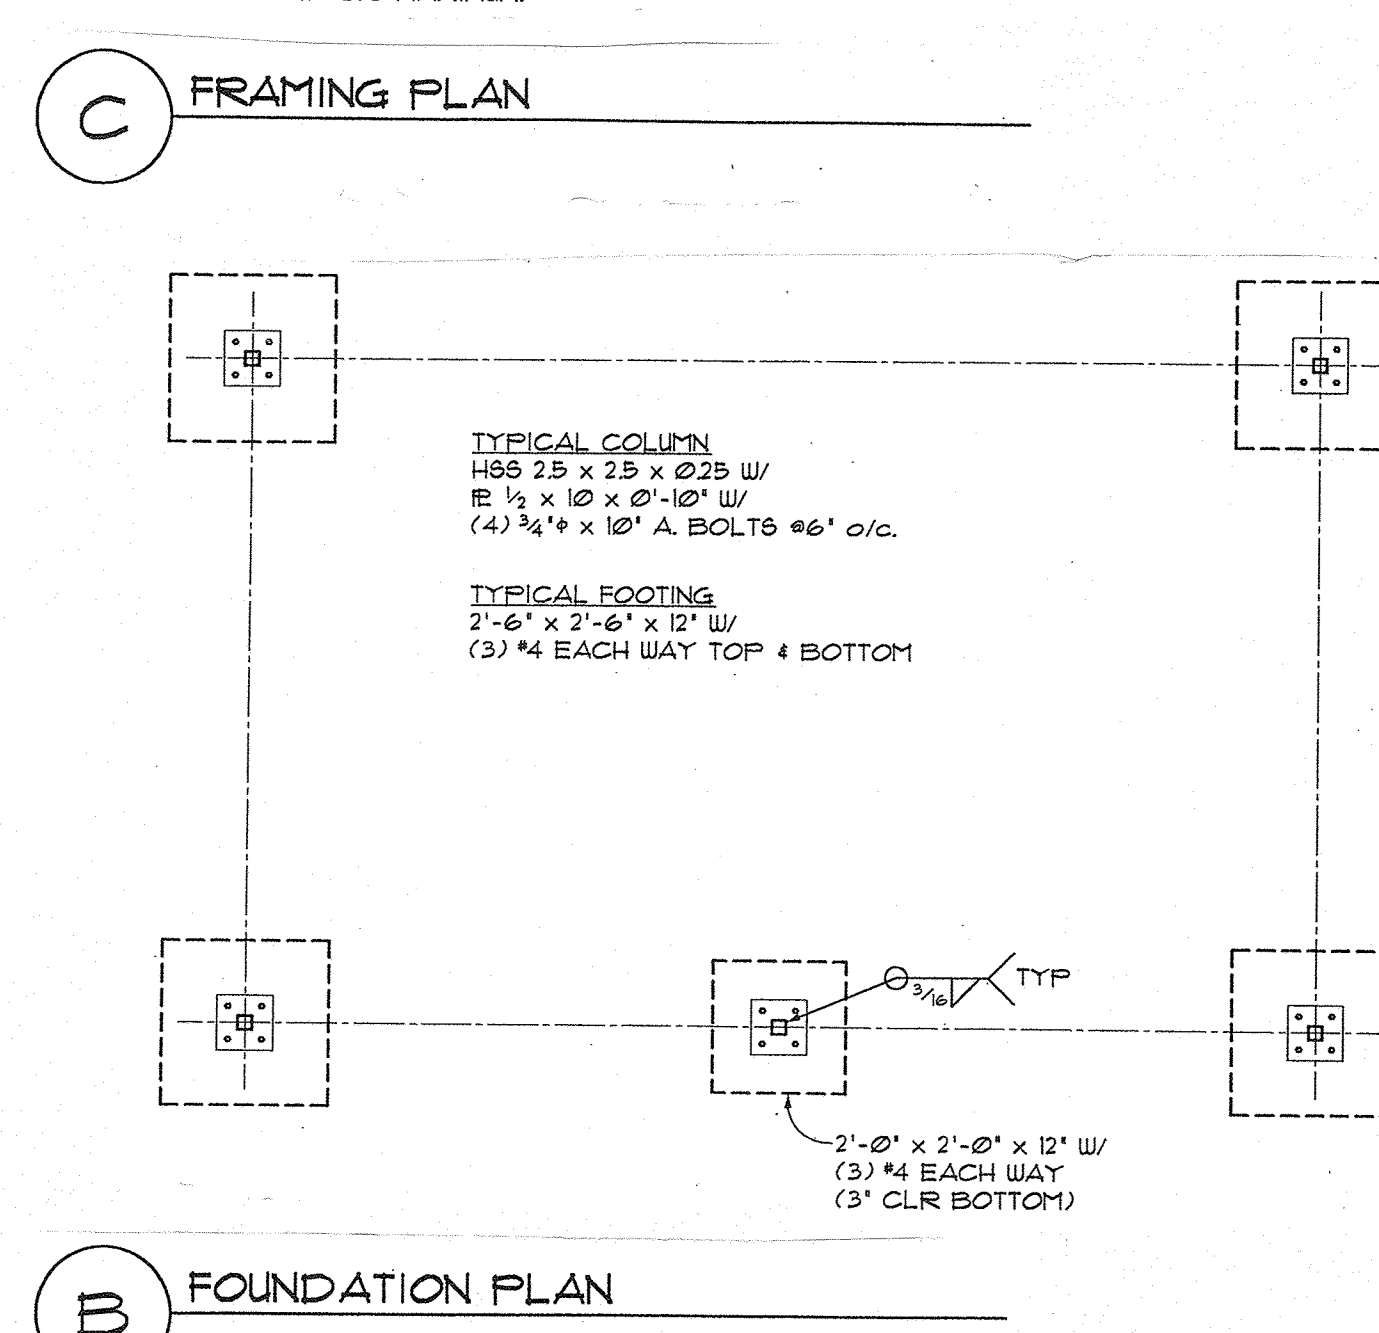 C
FRAMING PLAN
TYPICAL COLUMN
HSS 2.5 x 2.5 x Ø.25 W/
PL ½ x 1Ø x Ø'-1Ø" W/
(4) ¾"ϕ x 1Ø" A. BOLTS @6" o/c.
TYPICAL FOOTING
2'-6" x 2'-6" x 12" W/
(3) #4 EACH WAY TOP & BOTTOM
3/16 TYP
2'-Ø" x 2'-Ø" x 12" W/
(3) #4 EACH WAY
(3" CLR BOTTOM)
B
FOUNDATION PLAN